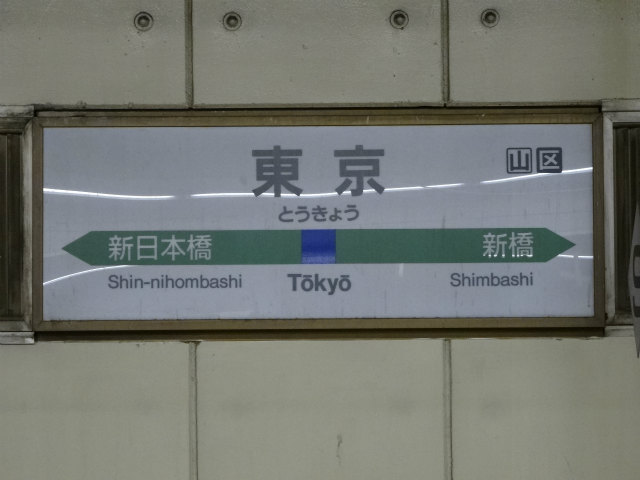 東京
山区
とうきょう
新日本橋
新橋
Shin-nihombashi
Tōkyō
Shimbashi